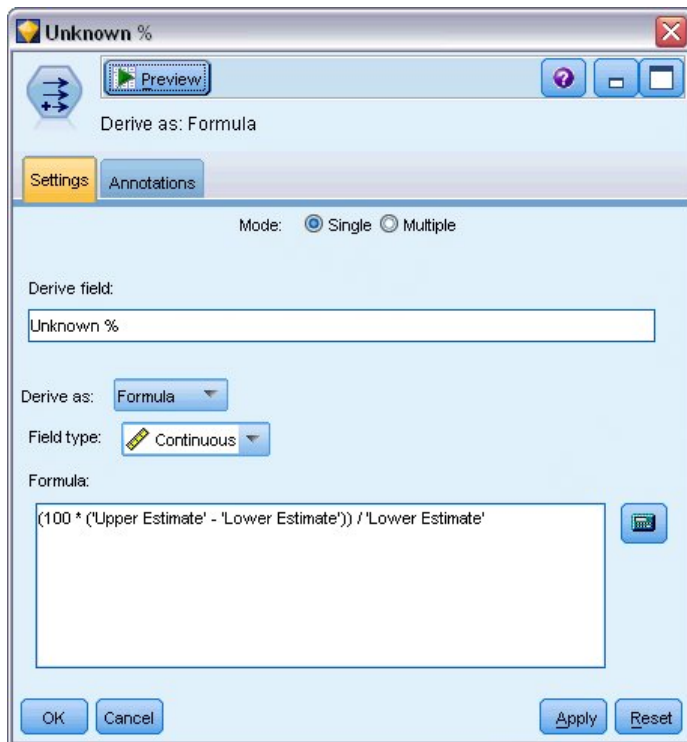 Unknown %
Preview
Derive as: Formula
Settings Annotations
Mode: Single Multiple
Derive field:
Unknown %
Derive as: Formula
Field type: Continuous
Formula:
(100 * ('Upper Estimate' - 'Lower Estimate')) / 'Lower Estimate'
OK Cancel Apply Reset